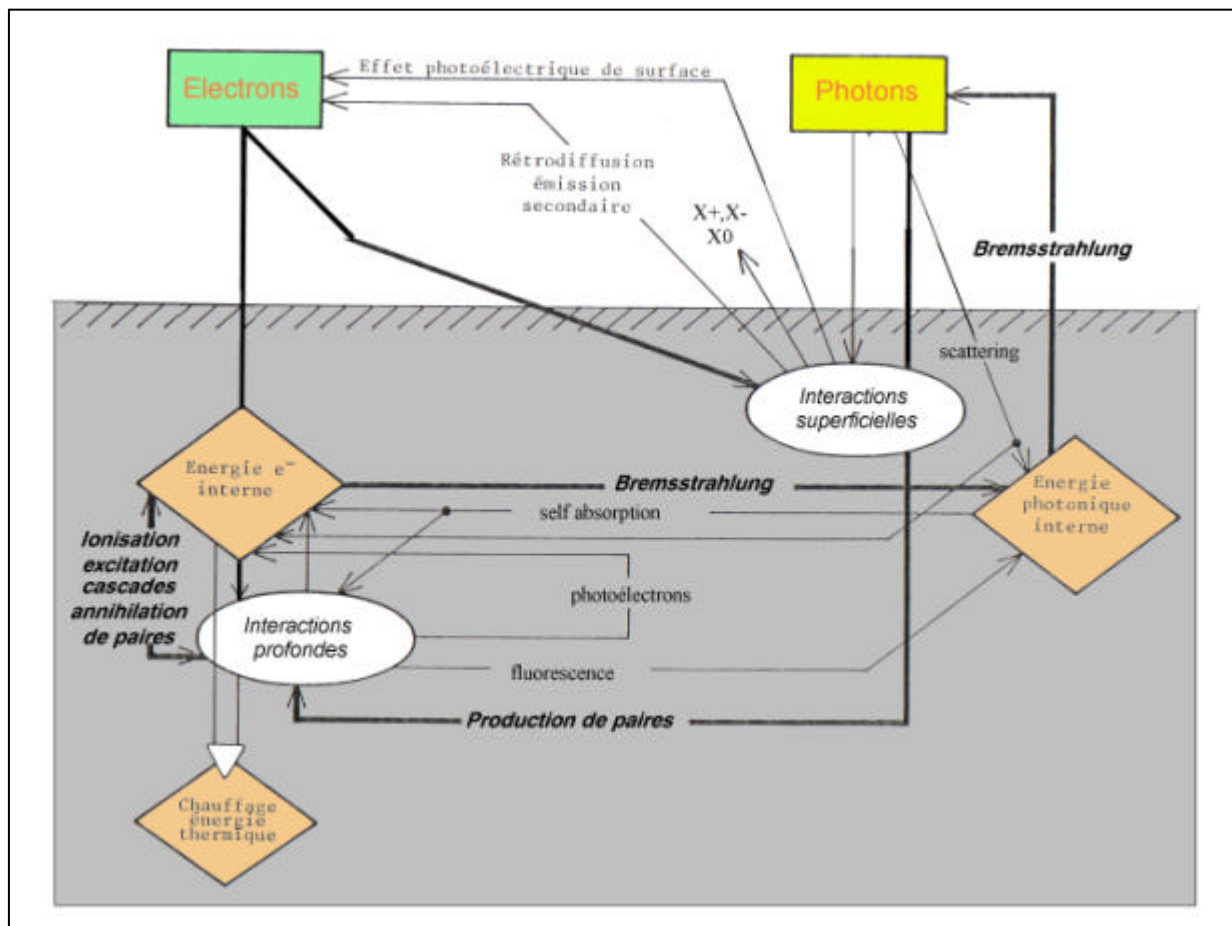 Electrons
Effet photoélectrique de surface
Photons
Rétrodiffusion
émission
secondaire
X+,X-
X0
Bremsstrahlung
scattering
Interactions
superficielles
Energie e-
interne
Bremsstrahlung
Energie
photonique
interne
self absorption
Ionisation
excitation
cascades
annihilation
de paires
photoélectrons
Interactions
profondes
fluorescence
Production de paires
Chauffage
énergie
thermique